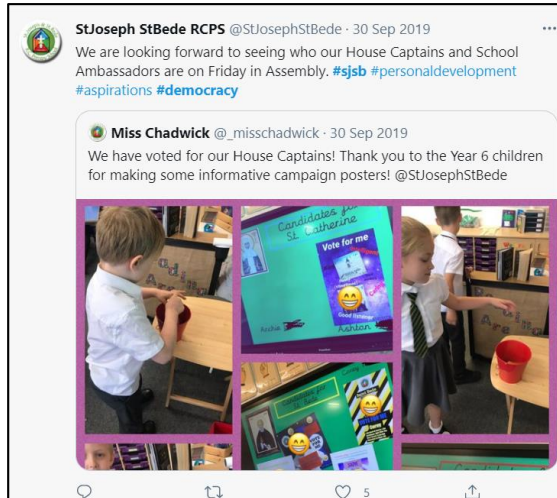 StJoseph StBede RCPS @StJosephStBede · 30 Sep 2019
We are looking forward to seeing who our House Captains and School
Ambassadors are on Friday in Assembly. #sjsb #personaldevelopment
#aspirations #democracy
Miss Chadwick @_misschadwick · 30 Sep 2019
We have voted for our House Captains! Thank you to the Year 6 children
for making some informative campaign posters! @StJosephStBede
Candidates for
St. Catherine
Vote for me
Ashton
Candidates for
5